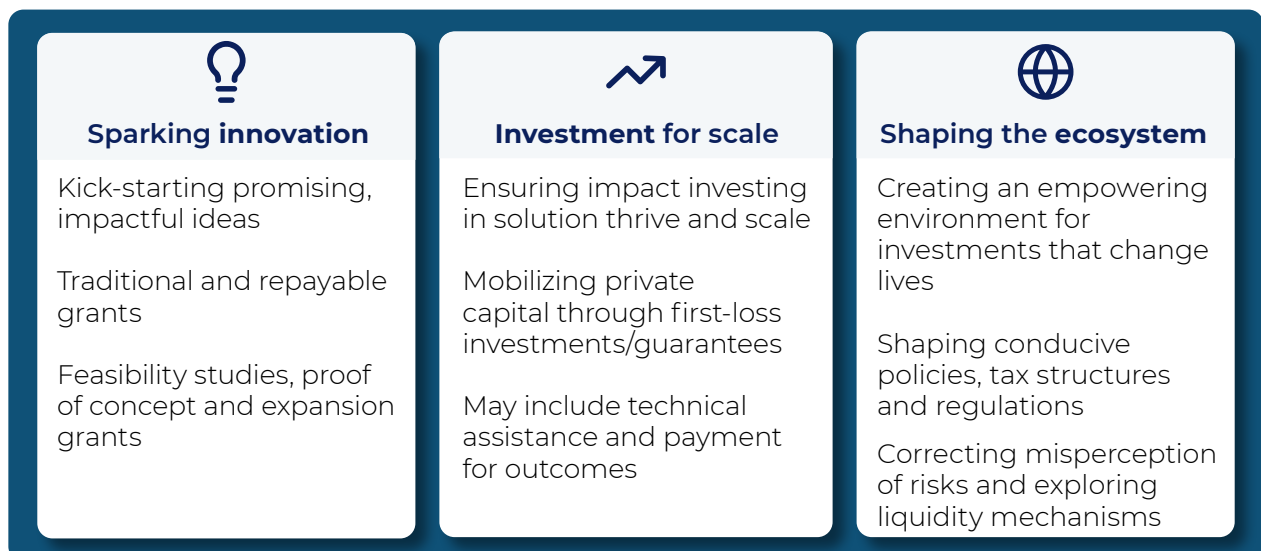 Sparking innovation
Kick-starting promising,
impactful ideas
Traditional and repayable
grants
Feasibility studies, proof
of concept and expansion
grants
Investment for scale
Ensuring impact investing
in solution thrive and scale
Mobilizing private
capital through first-loss
investments/guarantees
May include technical
assistance and payment
for outcomes
Shaping the ecosystem
Creating an empowering
environment for
investments that change
lives
Shaping conducive
policies, tax structures
and regulations
Correcting misperception
of risks and exploring
liquidity mechanisms